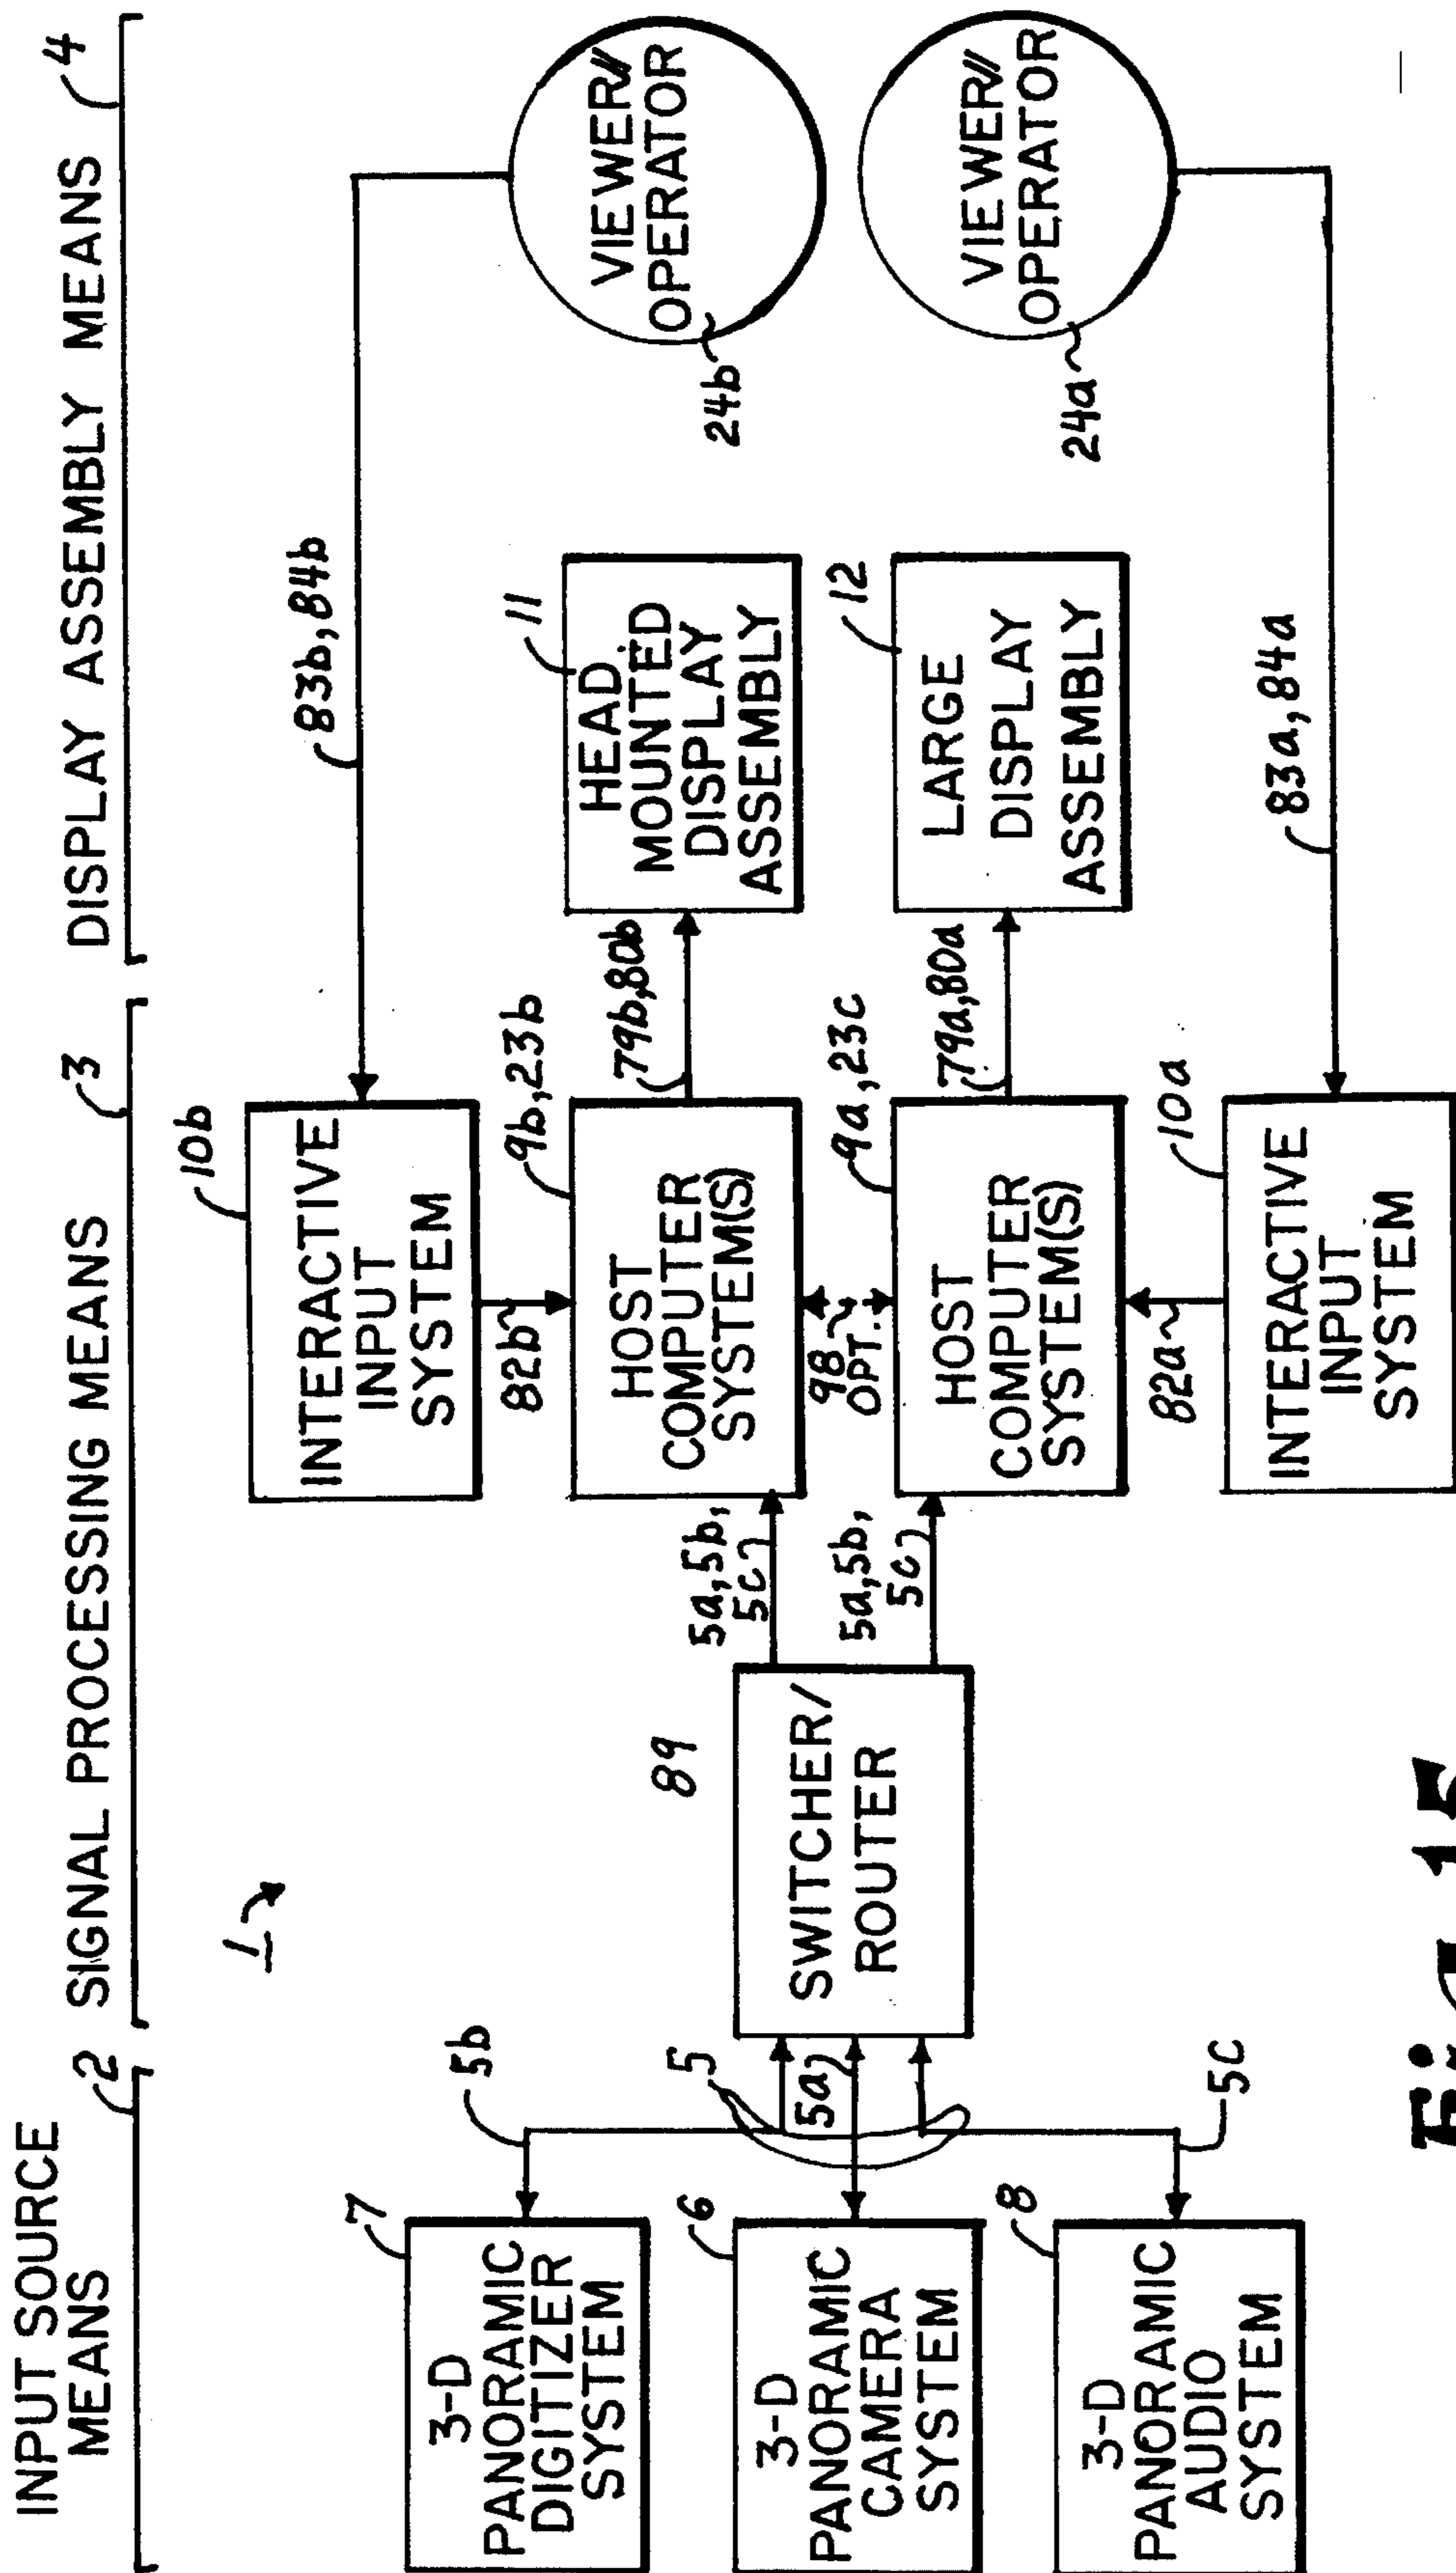 INPUT SOURCE
MEANS
2
SIGNAL PROCESSING MEANS
3
DISPLAY ASSEMBLY MEANS
4
1
7
3-D
PANORAMIC
DIGITIZER
SYSTEM
5b
6
3-D
PANORAMIC
CAMERA
SYSTEM
5
5a
8
3-D
PANORAMIC
AUDIO
SYSTEM
5c
89
SWITCHER/
ROUTER
5a,5b,
5c
5a,5b,
5c
10b
INTERACTIVE
INPUT
SYSTEM
82b
9b,23b
HOST
COMPUTER
SYSTEM(S)
98
OPT.
9a,23c
HOST
COMPUTER
SYSTEM(S)
82a
10a
INTERACTIVE
INPUT
SYSTEM
83b,84b
79b,80b
11
HEAD
MOUNTED
DISPLAY
ASSEMBLY
79a,80a
12
LARGE
DISPLAY
ASSEMBLY
83a,84a
VIEWER//
OPERATOR
24b
VIEWER//
OPERATOR
24a
Fig. 15